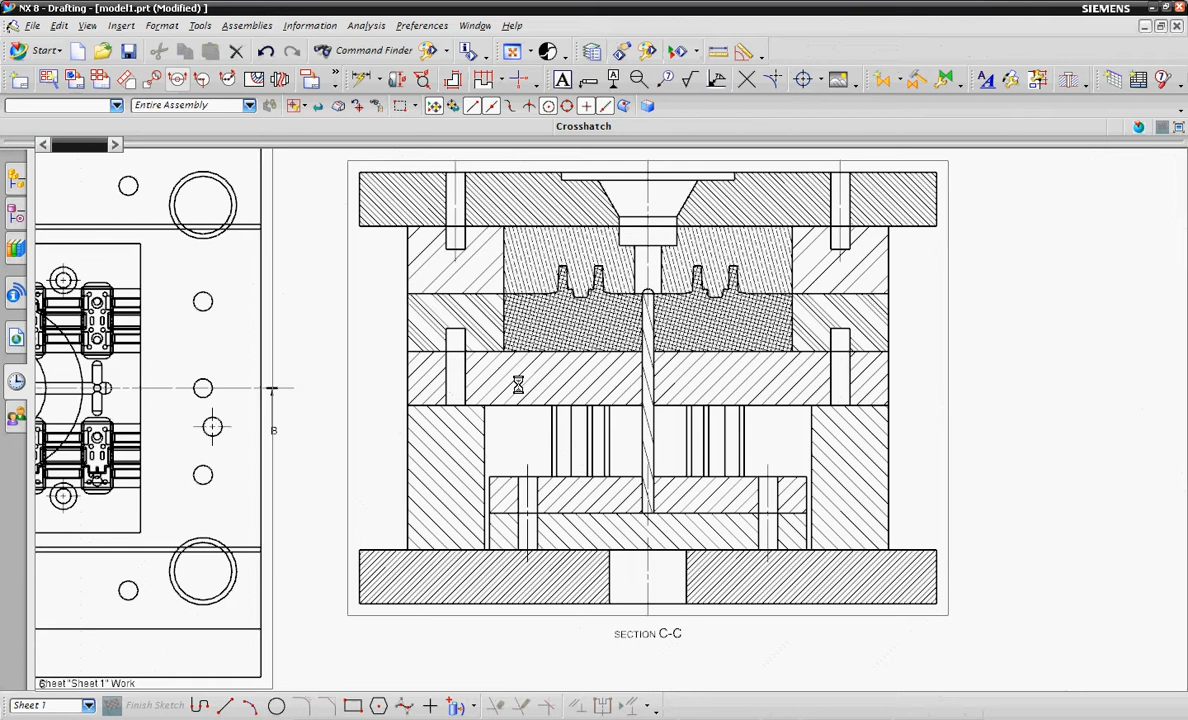 NX 8 - Drafting - [model1.prt (Modified) ]
SIEMENS
File Edit View Insert Format Tools Assemblies Information Analysis Preferences Window Help
Start
Command Finder
Entire Assembly
Crosshatch
B
SECTION C-C
Sheet "Sheet 1" Work
Sheet 1
Finish Sketch